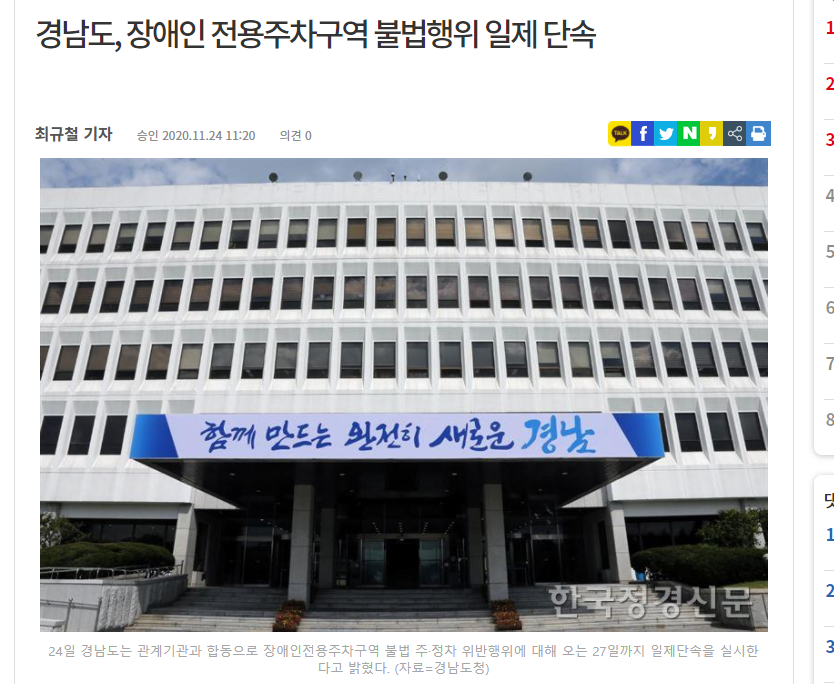 경남도, 장애인 전용주차구역 불법행위 일제 단속
최규철 기자 승인 2020.11.24 11:20 의견 0
TALK f N
함께 만드는 완전히 새로운 경남
한국정경신문
24일 경남도는 관계기관과 합동으로 장애인전용주차구역 불법 주·정차 위반행위에 대해 오는 27일까지 일제단속을 실시한
다고 밝혔다. (자료=경남도청)
1
2
3
4
5
6
7
8
댓
1
2
3